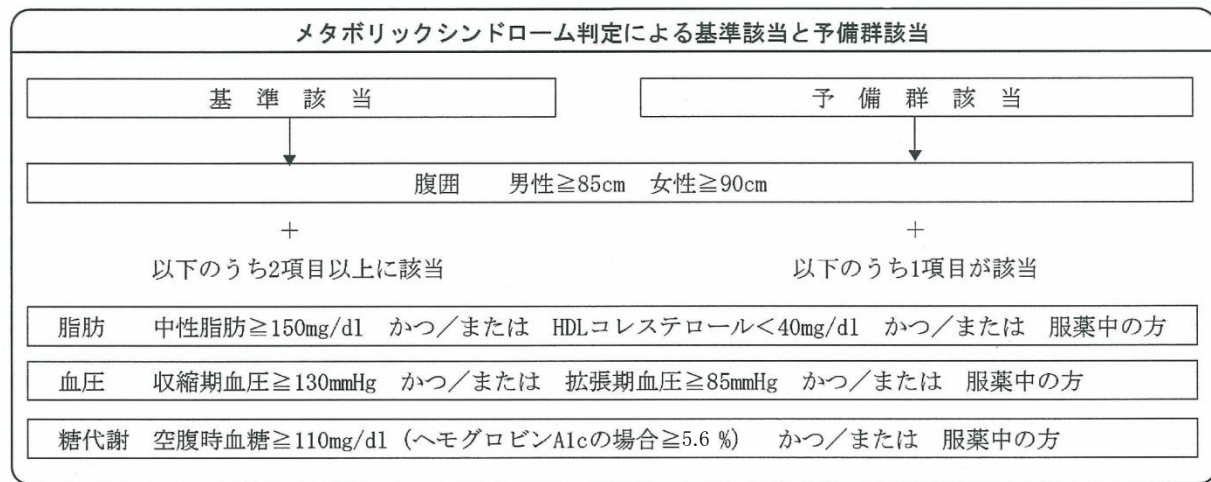 メタボリックシンドローム判定による基準該当と予備群該当
基準該当
予備群該当
腹囲 男性≧85cm 女性≧90cm
+
+
以下のうち2項目以上に該当
以下のうち1項目が該当
脂肪 中性脂肪≧150mg/dl かつ/または HDLコレステロール<40mg/dl かつ/または 服薬中の方
血圧 収縮期血圧≧130mmHg かつ/または 拡張期血圧≧85mmHg かつ/または 服薬中の方
糖代謝 空腹時血糖≧110mg/dl (ヘモグロビンA1cの場合≧5.6 %) かつ/または 服薬中の方